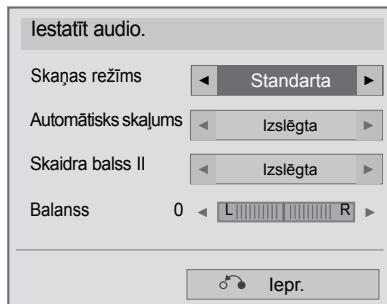 Iestatīt audio.
Skaņas režīms ◄ Standarta ►
Automātisks skaļums ◄ Izslēgta ►
Skaidra balss II ◄ Izslēgta ►
Balanss 0 ◄ L R ►
Iepr.